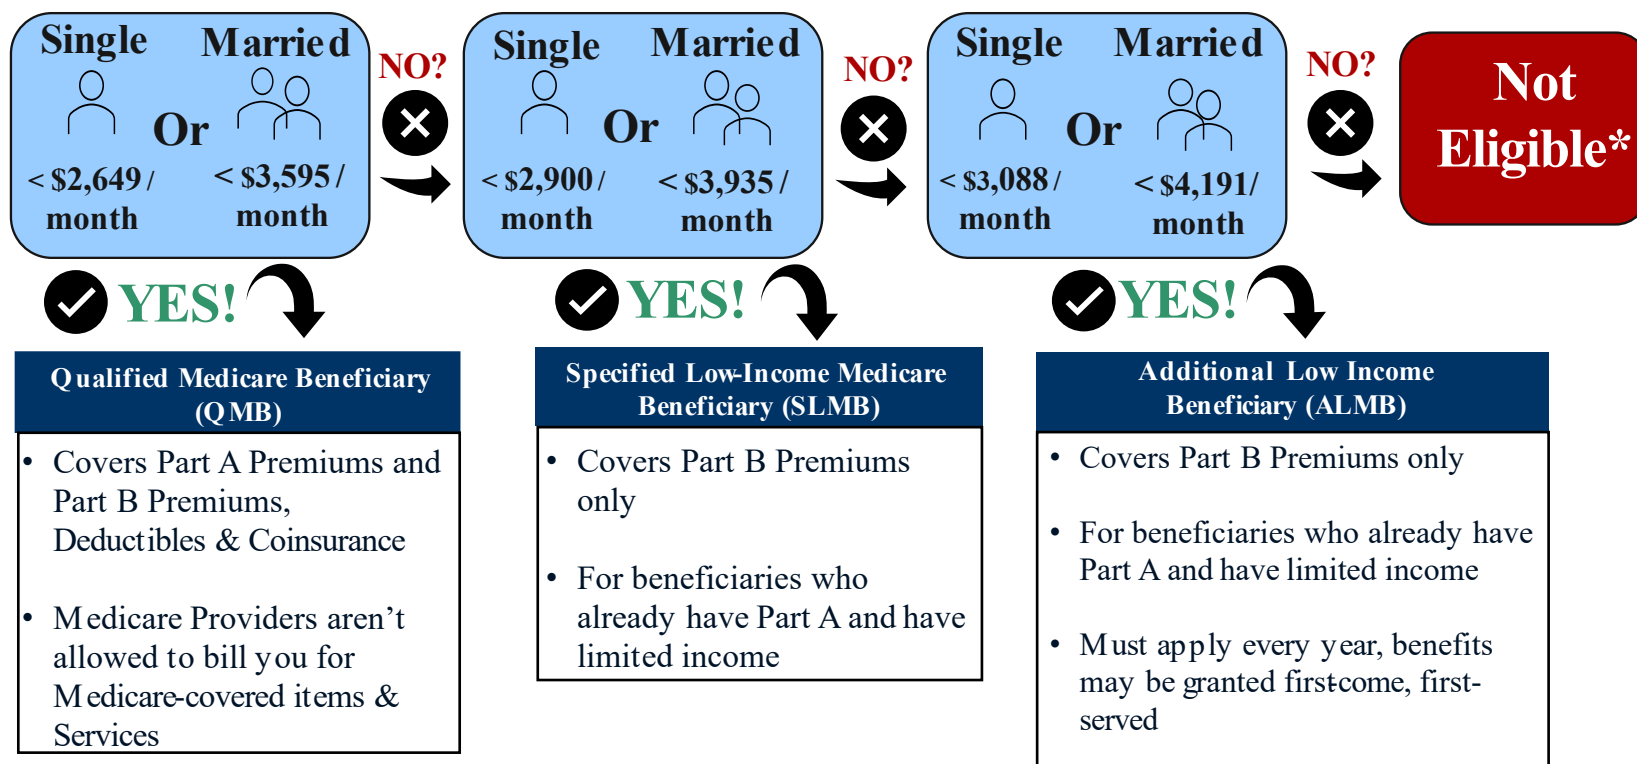 Single Married
Or
< $2,649 /
month
< $3,595 /
month
NO?
Single Married
Or
< $2,900 /
month
< $3,935 /
month
NO?
Single Married
Or
< $3,088 /
month
< $4,191/
month
NO?
Not
Eligible*
YES!
YES!
YES!
Qualified Medicare Beneficiary
(QMB)
• Covers Part A Premiums and
Part B Premiums,
Deductibles & Coinsurance
• Medicare Providers aren’t
allowed to bill you for
Medicare-covered items &
Services
Specified Low-Income Medicare
Beneficiary (SLMB)
• Covers Part B Premiums
only
• For beneficiaries who
already have Part A and have
limited income
Additional Low Income
Beneficiary (ALMB)
• Covers Part B Premiums only
• For beneficiaries who already have
Part A and have limited income
• Must apply every year, benefits
may be granted first-come, first-
served